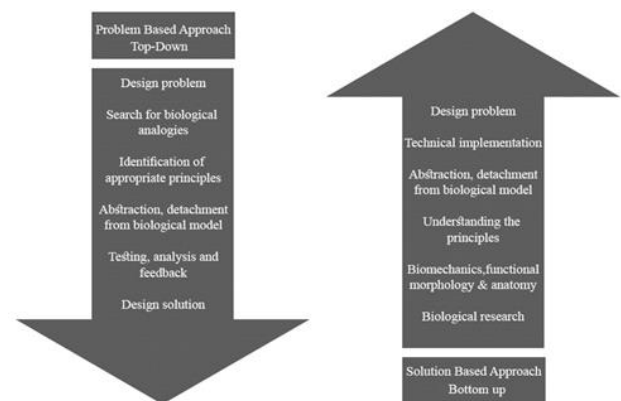 Problem Based Approach
Top-Down
Design problem
Search for biological
analogies
Identification of
appropriate principles
Abstraction, detachment
from biological model
Testing, analysis and
feedback
Design solution
Design problem
Technical implementation
Abstraction, detachment
from biological model
Understanding the
principles
Biomechanics,functional
morphology & anatomy
Biological research
Solution Based Approach
Bottom up